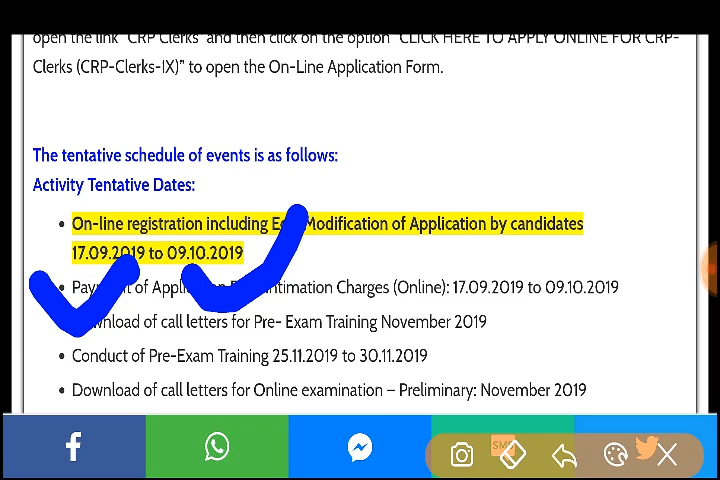 open the link "CRP Clerks" and then click on the option "CLICK HERE TO APPLY ONLINE FOR CRP-
Clerks (CRP-Clerks-IX)" to open the On-Line Application Form.
The tentative schedule of events is as follows:
Activity Tentative Dates:
• On-line registration including Modification of Application by candidates
17.09.2019 to 09.10.2019
• of Intimation Charges (Online): 17.09.2019 to 09.10.2019
of call letters for Pre- Exam Training November 2019
• Conduct of Pre-Exam Training 25.11.2019 to 30.11.2019
• Download of call letters for Online examination – Preliminary: November 2019
SMS